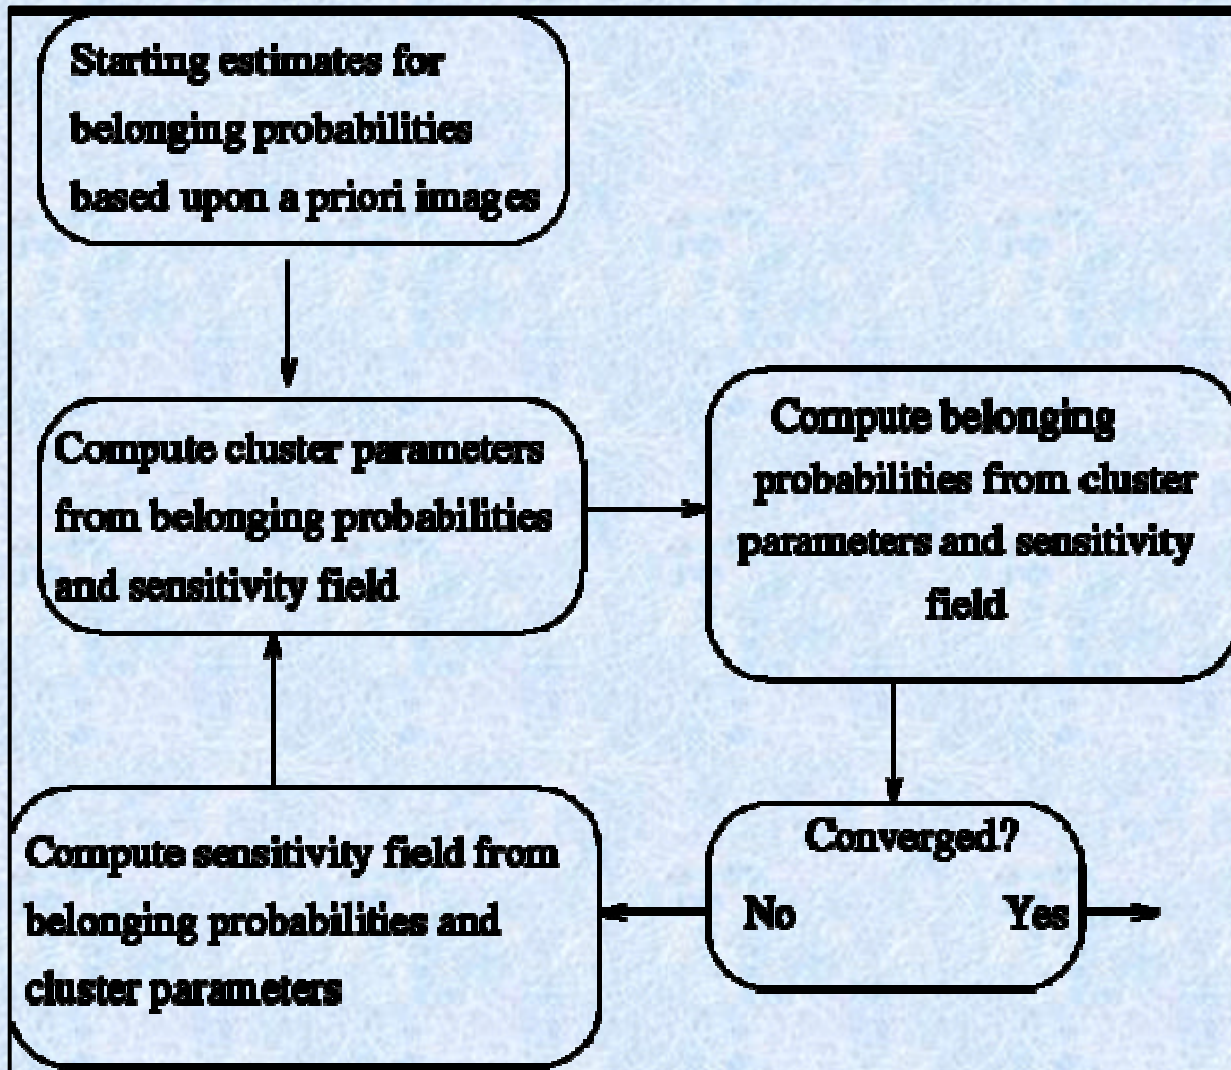 Starting estimates for
belonging probabilities
based upon a priori images
Compute cluster parameters
from belonging probabilities
and sensitivity field
Compute belonging
probabilities from cluster
parameters and sensitivity
field
Converged?
No Yes
Compute sensitivity field from
belonging probabilities and
cluster parameters